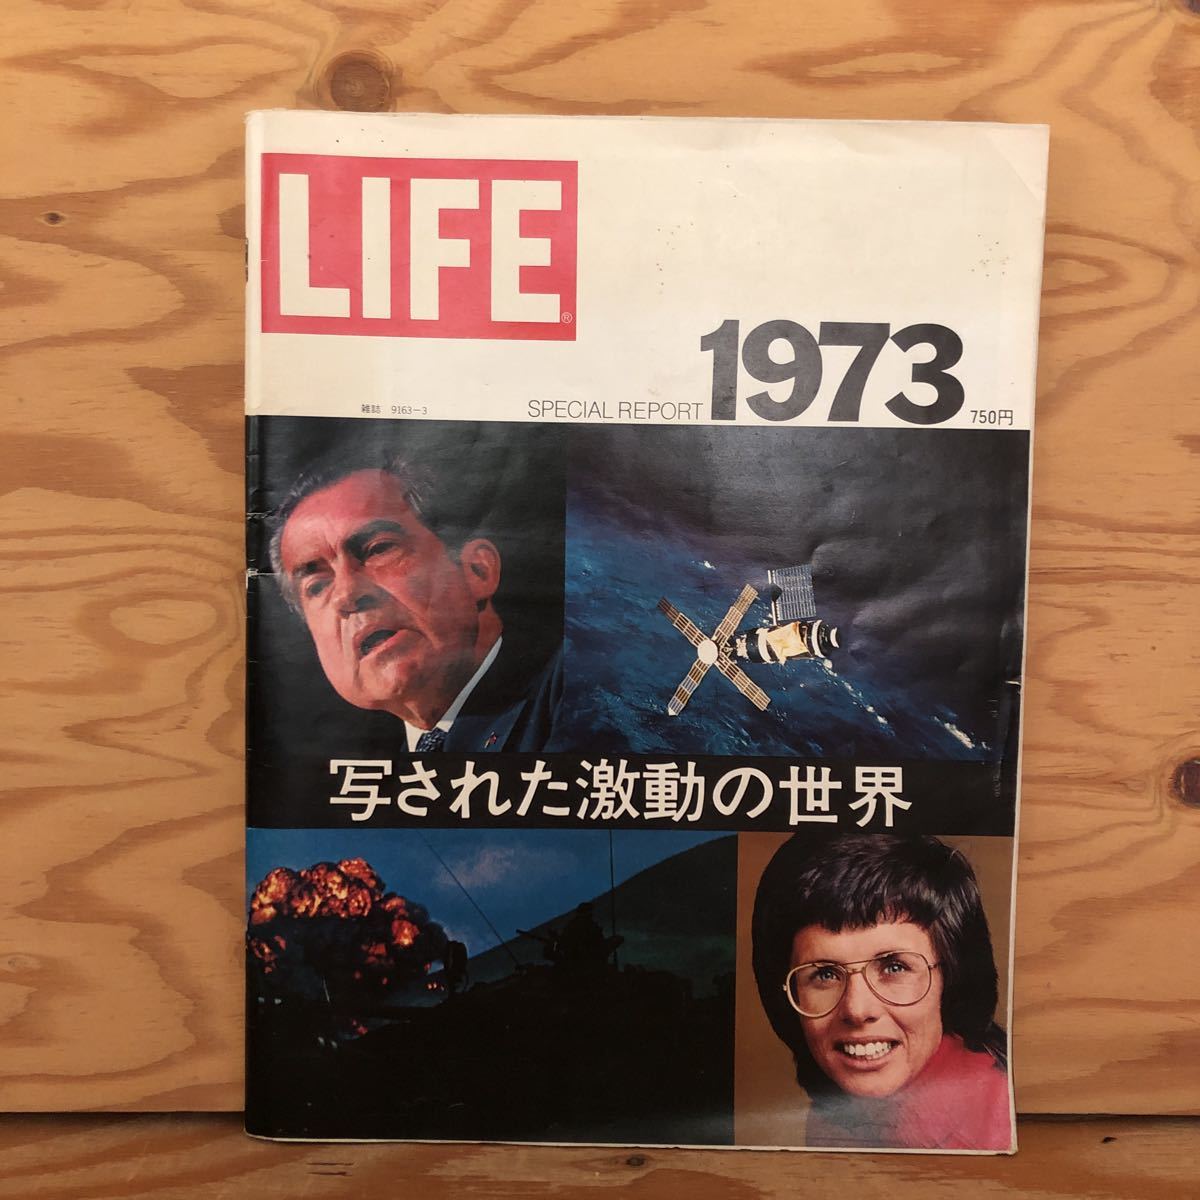 LIFE®
1973
雑誌 9163-3
SPECIAL REPORT
750円
写された激動の世界